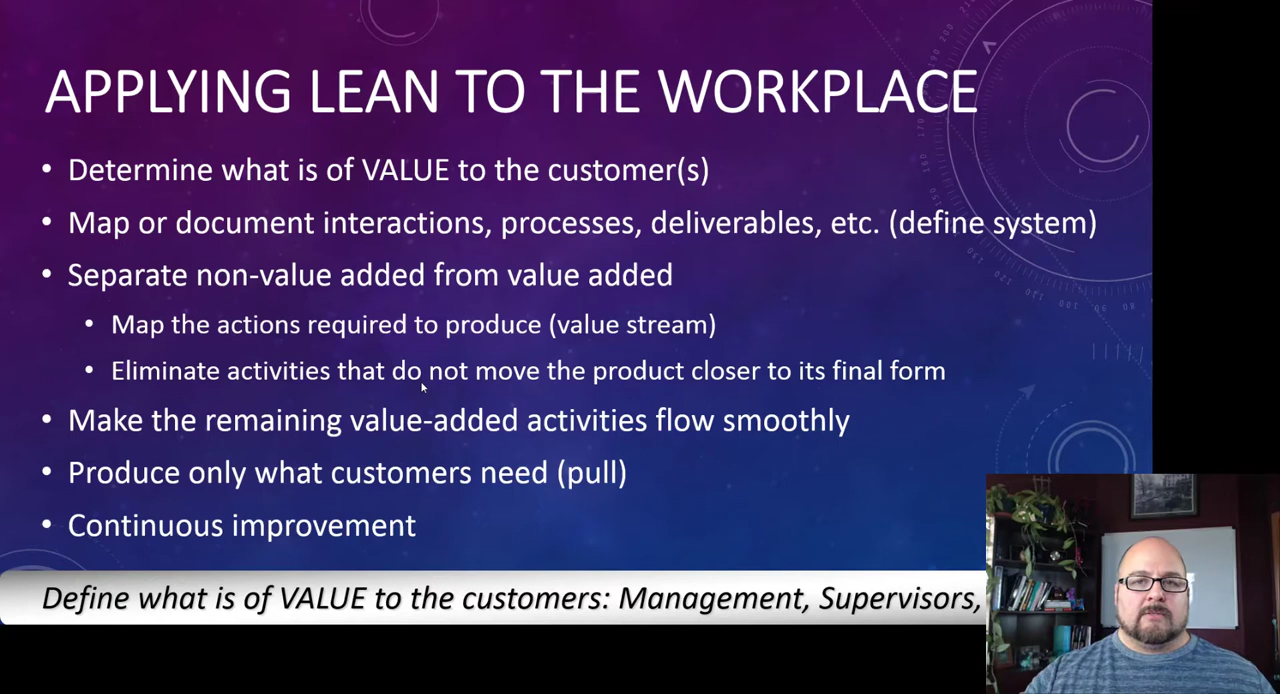 APPLYING LEAN TO THE WORKPLACE
• Determine what is of VALUE to the customer(s)
• Map or document interactions, processes, deliverables, etc. (define system)
• Separate non-value added from value added
• Map the actions required to produce (value stream)
• Eliminate activities that do not move the product closer to its final form
• Make the remaining value-added activities flow smoothly
• Produce only what customers need (pull)
• Continuous improvement
Define what is of VALUE to the customers: Management, Supervisors,